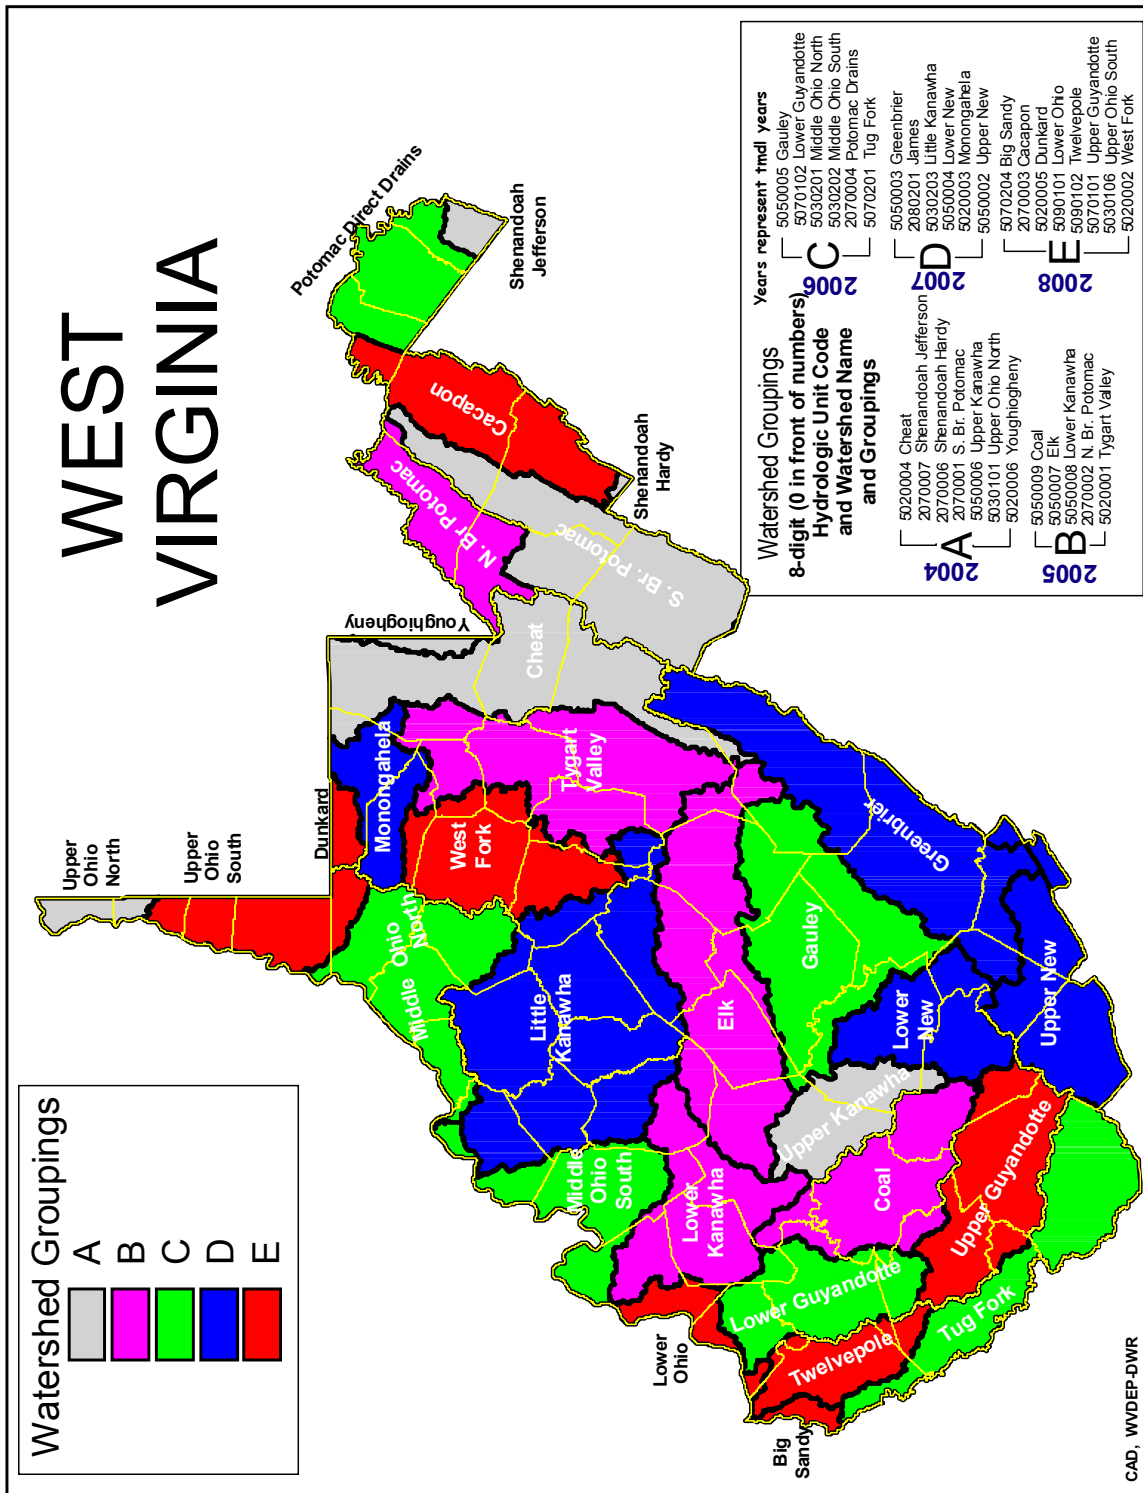 WEST
VIRGINIA
Watershed Groupings
A
B
C
D
E
Upper
Ohio
North
Upper
Ohio
South
Dunkard
Monongahela
Youghiogheny
Potomac Direct Drains
Shenandoah
Jefferson
Cacapon
N. Br Potomac
S. Br. Potomac
Shenandoah
Hardy
Cheat
Tygart
Valley
West
Fork
Middle Ohio
North
Little
Kanawha
Middle
Ohio
South
Elk
Gauley
Greenbrier
Lower
New
Upper New
Upper Kanawha
Lower
Kanawha
Coal
Upper Guyandotte
Lower Guyandotte
Lower
Ohio
Twelvepole
Tug Fork
Big
Sandy
Watershed Groupings
8-digit (0 in front of numbers)
Hydrologic Unit Code
and Watershed Name
and Groupings
Years represent tmdl years
2004
A
5020004 Cheat
2070007 Shenandoah Jefferson
2070006 Shenandoah Hardy
2070001 S. Br. Potomac
5050006 Upper Kanawha
5030101 Upper Ohio North
5020006 Youghiogheny
2005
B
5050009 Coal
5050007 Elk
5050008 Lower Kanawha
2070002 N. Br. Potomac
5020001 Tygart Valley
2006
C
5050005 Gauley
5070102 Lower Guyandotte
5030201 Middle Ohio North
5030202 Middle Ohio South
2070004 Potomac Drains
5070201 Tug Fork
2007
D
5050003 Greenbrier
2080201 James
5030203 Little Kanawha
5050004 Lower New
5020003 Monongahela
5050002 Upper New
2008
E
5070204 Big Sandy
2070003 Cacapon
5020005 Dunkard
5090101 Lower Ohio
5090102 Twelvepole
5070101 Upper Guyandotte
5030106 Upper Ohio South
5020002 West Fork
CAD, WVDEP-DWR